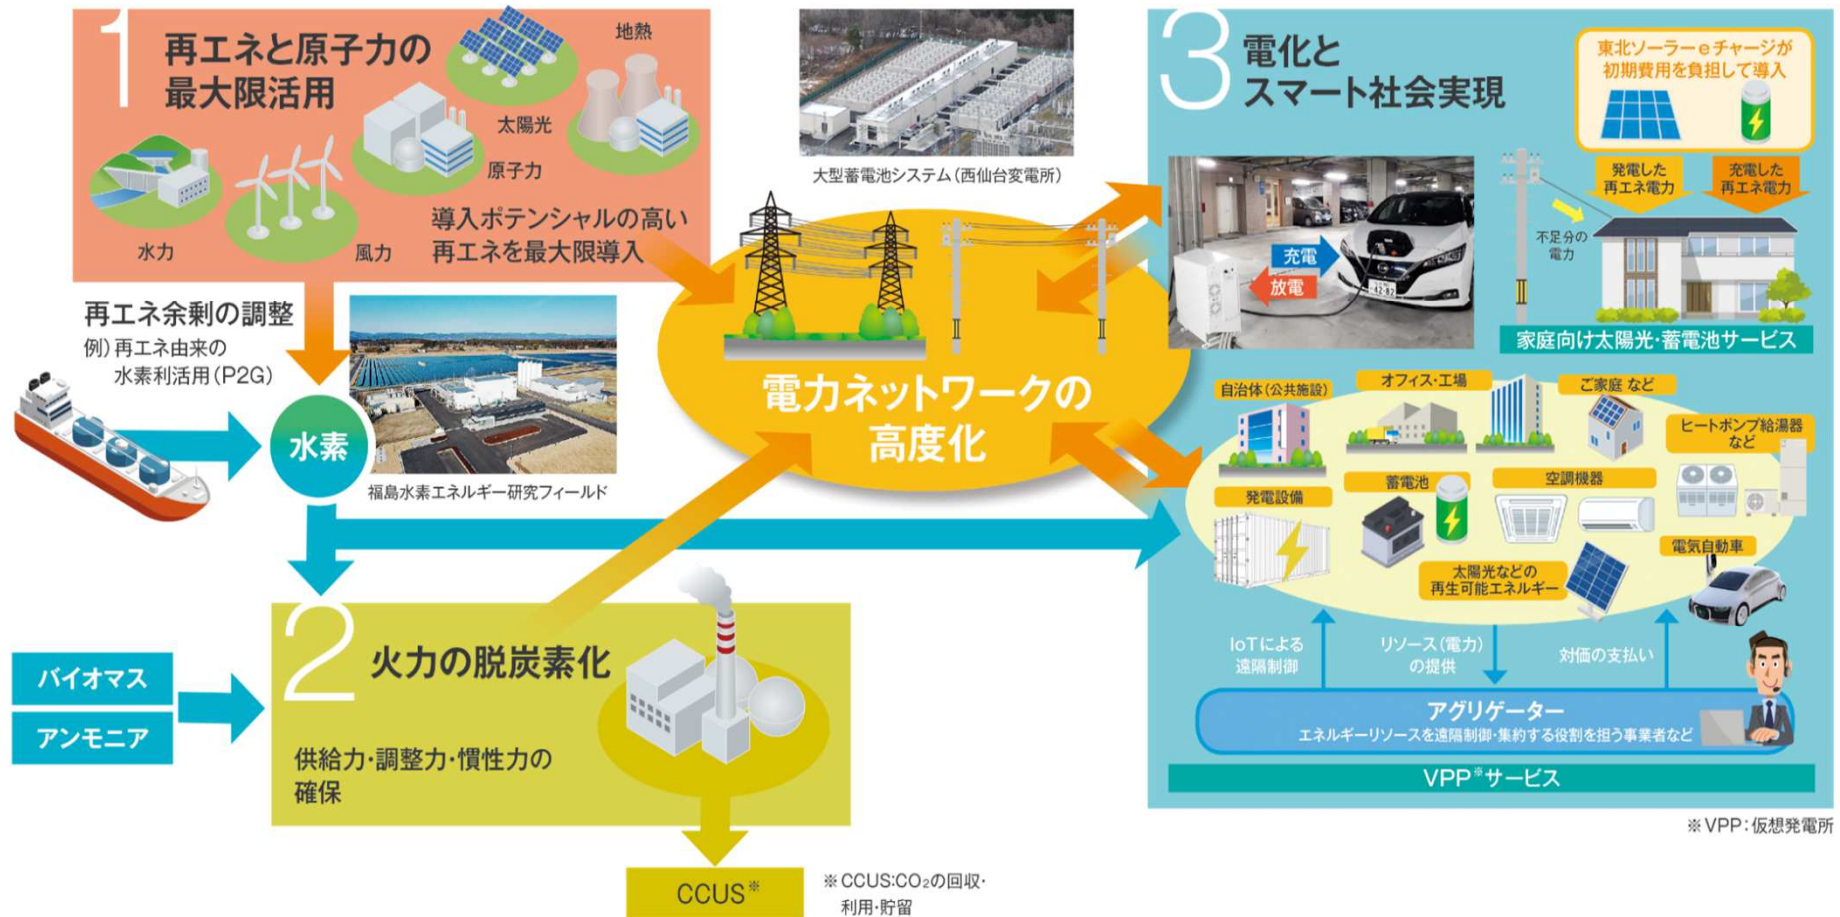 1
再エネと原子力の
最大限活用
地熱
太陽光
原子力
水力
風力
導入ポテンシャルの高い
再エネを最大限導入
再エネ余剰の調整
例)再エネ由来の
水素利活用(P2G)
水素
福島水素エネルギー研究フィールド
大型蓄電池システム(西仙台変電所)
電力ネットワークの
高度化
バイオマス
アンモニア
2
火力の脱炭素化
供給力・調整力・慣性力の
確保
CCUS※
※CCUS:CO₂の回収・
利用・貯留
3
電化と
スマート社会実現
東北ソーラーeチャージが
初期費用を負担して導入
発電した
再エネ電力
充電した
再エネ電力
不足分の
電力
充電
放電
42-82
家庭向け太陽光・蓄電池サービス
自治体(公共施設)
オフィス・工場
ご家庭 など
ヒートポンプ給湯器
など
発電設備
蓄電池
空調機器
太陽光などの
再生可能エネルギー
電気自動車
IoTによる
遠隔制御
リソース(電力)
の提供
対価の支払い
アグリゲーター
エネルギーリソースを遠隔制御・集約する役割を担う事業者など
VPP※サービス
※VPP:仮想発電所